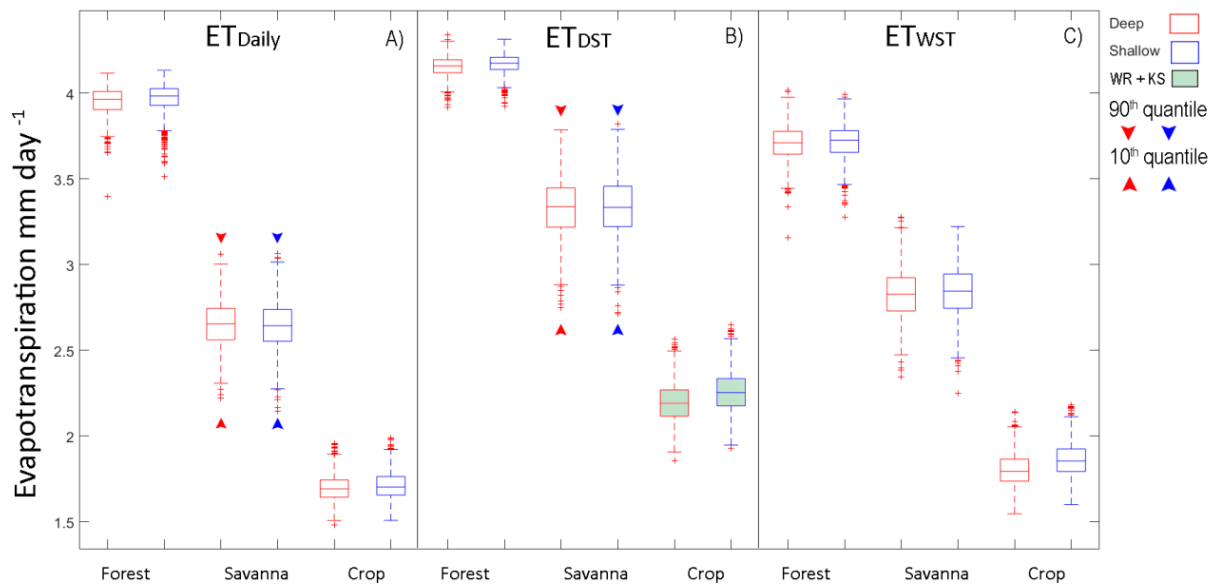 ETDaily
A)
ETDST
B)
ETWST
C)
Deep
Shallow
WR + KS
90th quantile
10th quantile
Evapotranspiration mm day -1
4
3.5
3
2.5
2
1.5
Forest Savanna Crop Forest Savanna Crop Forest Savanna Crop